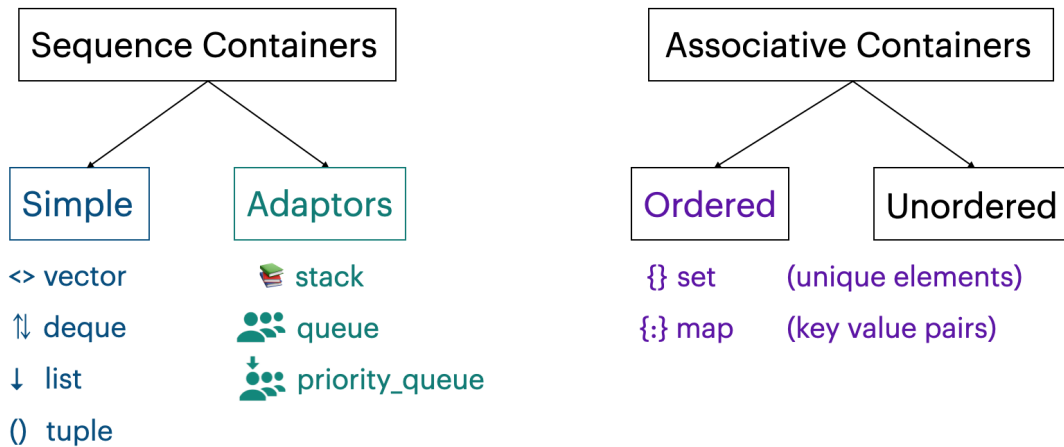 Sequence Containers
Associative Containers
Simple
Adaptors
Ordered
Unordered
<> vector
stack
{} set (unique elements)
⇅ deque
queue
{:} map (key value pairs)
↓ list
priority_queue
() tuple